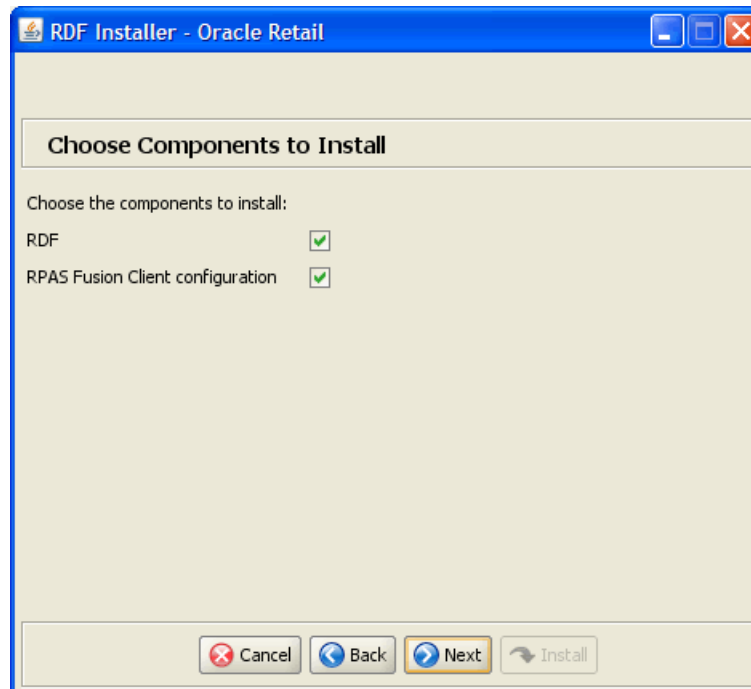 RDF Installer - Oracle Retail
Choose Components to Install
Choose the components to install:
RDF
RPAS Fusion Client configuration
Cancel Back Next Install